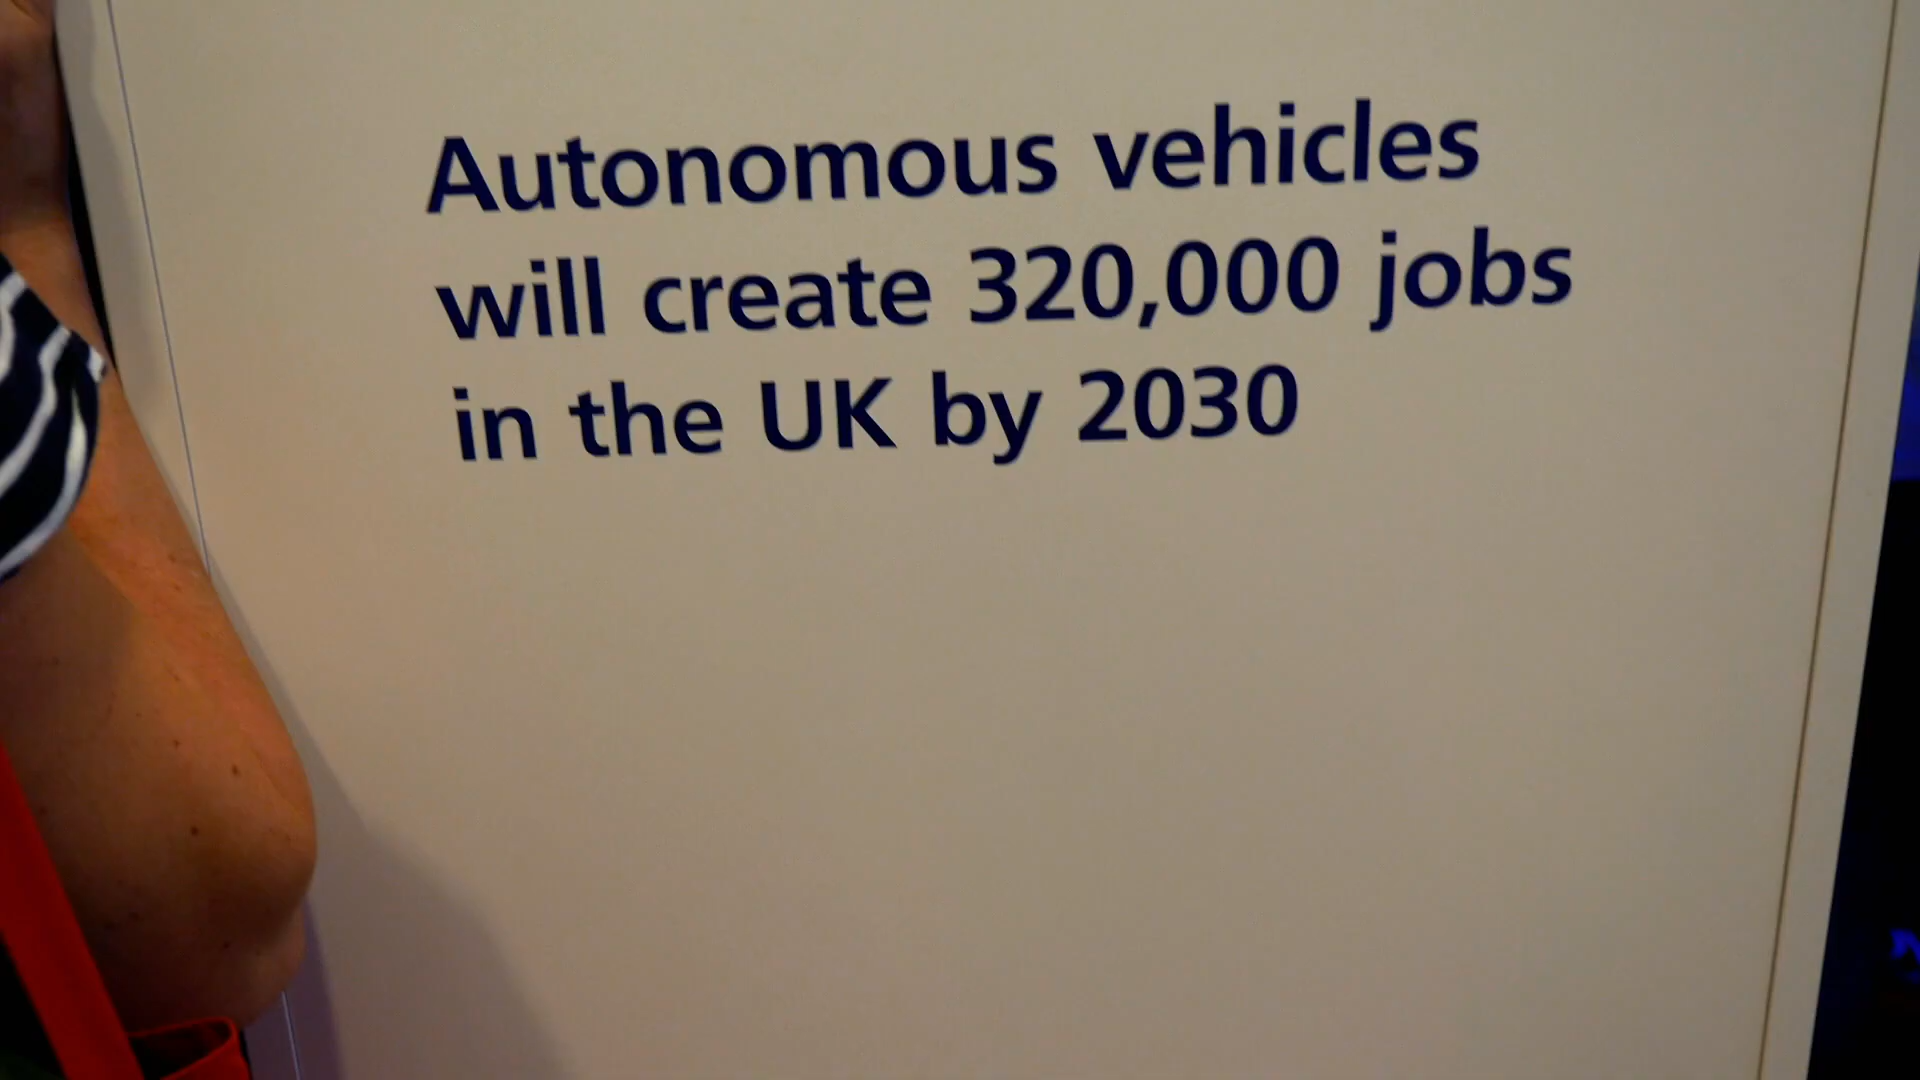 Autonomous vehicles
will create 320,000 jobs
in the UK by 2030